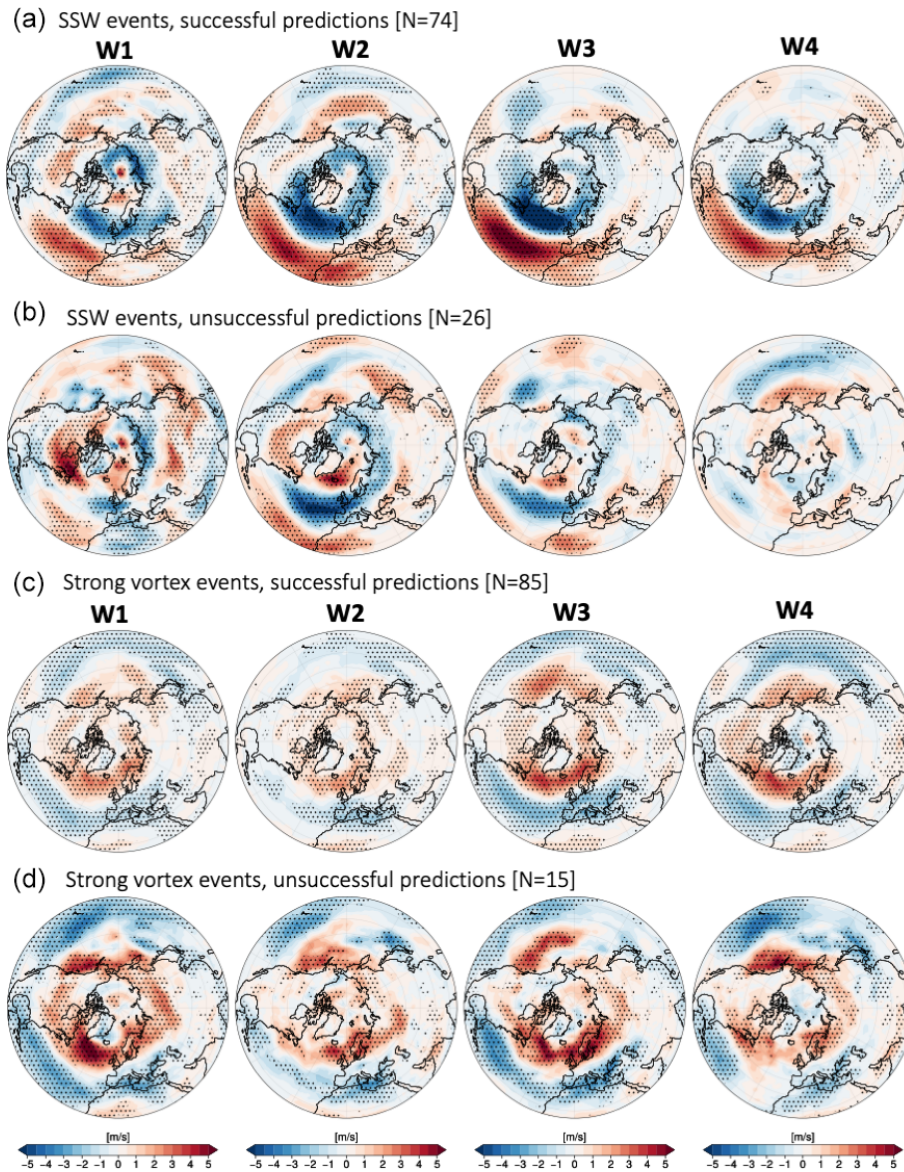 (a) SSW events, successful predictions [N=74]
W1 W2 W3 W4
(b) SSW events, unsuccessful predictions [N=26]
(c) Strong vortex events, successful predictions [N=85]
W1 W2 W3 W4
(d) Strong vortex events, unsuccessful predictions [N=15]
[m/s] [m/s] [m/s] [m/s]
−5 −4 −3 −2 −1 0 1 2 3 4 5 −5 −4 −3 −2 −1 0 1 2 3 4 5 −5 −4 −3 −2 −1 0 1 2 3 4 5 −5 −4 −3 −2 −1 0 1 2 3 4 5